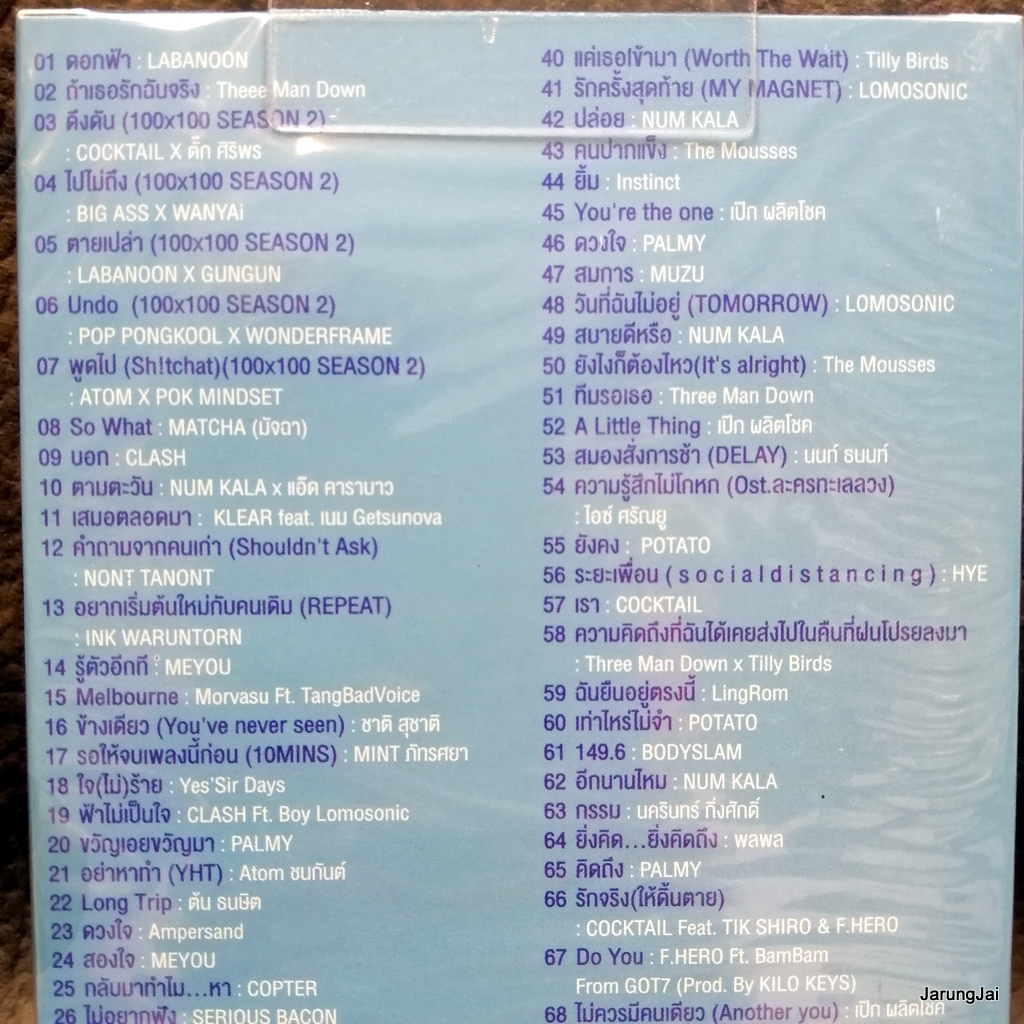 01 ดอกฟ้า : LABANOON
02 ถ้าเธอรักฉันจริง : Theee Man Down
03 ดึงดัน (100x100 SEASON 2)
: COCKTAIL X ตั๊ก ศิริพร
04 ไปไม่ถึง (100x100 SEASON 2)
: BIG ASS X WANYAi
05 ตายเปล่า (100x100 SEASON 2)
: LABANOON X GUNGUN
06 Undo (100x100 SEASON 2)
: POP PONGKOOL X WONDERFRAME
07 พูดไป (Sh!tchat)(100x100 SEASON 2)
: ATOM X POK MINDSET
08 So What : MATCHA (มัจฉา)
09 บอก : CLASH
10 ตามตะวัน : NUM KALA x แอ๊ด คาราบาว
11 เสมอตลอดมา : KLEAR feat. เนม Getsunova
12 คำถามจากคนเก่า (Shouldn't Ask)
: NONT TANONT
13 อยากเริ่มต้นใหม่กับคนเดิม (REPEAT)
: INK WARUNTORN
14 รู้ตัวอีกที : MEYOU
15 Melbourne : Morvasu Ft. TangBadVoice
16 ข้างเดียว (You've never seen) : ชาติ สุชาติ
17 รอให้จบเพลงนี้ก่อน (10MINS) : MINT ภัทรศยา
18 ใจ(ไม่)ร้าย : Yes'Sir Days
19 ฟ้าไม่เป็นใจ : CLASH Ft. Boy Lomosonic
20 ขวัญเอยขวัญมา : PALMY
21 อย่าหาทำ (YHT) : Atom ชนกันต์
22 Long Trip : ต้น ธนษิต
23 ดวงใจ : Ampersand
24 สองใจ : MEYOU
25 กลับมาทำไม...หา : COPTER
26 ไม่อยากฟัง : SERIOUS BACON
40 แค่เธอเข้ามา (Worth The Wait) : Tilly Birds
41 รักครั้งสุดท้าย (MY MAGNET) : LOMOSONIC
42 ปล่อย : NUM KALA
43 คนปากแข็ง : The Mousses
44 ยิ้ม : Instinct
45 You're the one : เป๊ก ผลิตโชค
46 ดวงใจ : PALMY
47 สมการ : MUZU
48 วันที่ฉันไม่อยู่ (TOMORROW) : LOMOSONIC
49 สบายดีหรือ : NUM KALA
50 ยังไงก็ต้องไหว(It's alright) : The Mousses
51 ทีมรอเธอ : Three Man Down
52 A Little Thing : เป๊ก ผลิตโชค
53 สมองสั่งการช้า (DELAY) : นนท์ ธนนท์
54 ความรู้สึกไม่โกหก (Ost.ละครทะเลลวง)
: ไอซ์ ศรัณยู
55 ยังคง : POTATO
56 ระยะเพื่อน ( s o c i a l d i s t a n c i n g ) : HYE
57 เรา : COCKTAIL
58 ความคิดถึงที่ฉันได้เคยส่งไปในคืนที่ฝนโปรยลงมา
: Three Man Down x Tilly Birds
59 ฉันยืนอยู่ตรงนี้ : LingRom
60 เท่าไหร่ไม่จำ : POTATO
61 149.6 : BODYSLAM
62 อีกนานไหม : NUM KALA
63 กรรม : นครินทร์ กิ่งศักดิ์
64 ยิ่งคิด...ยิ่งคิดถึง : พลพล
65 คิดถึง : PALMY
66 รักจริง(ให้ดิ้นตาย)
: COCKTAIL Feat. TIK SHIRO & F.HERO
67 Do You : F.HERO Ft. BamBam
From GOT7 (Prod. By KILO KEYS)
68 ไม่ควรมีคนเดียว (Another you) : เป๊ก ผลิตโชค
JarungJai